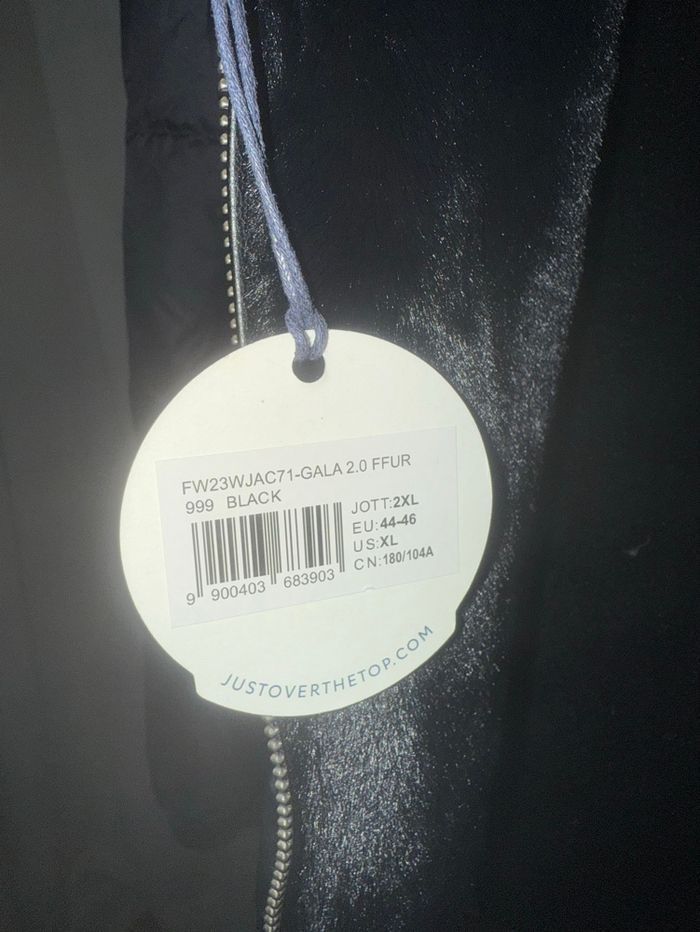 FW23WJAC71-GALA 2.0 FFUR
999 BLACK
JOTT:2XL
EU:44-46
US:XL
CN:180/104A
9 900403 683903
JUSTOVERTHETOP.COM